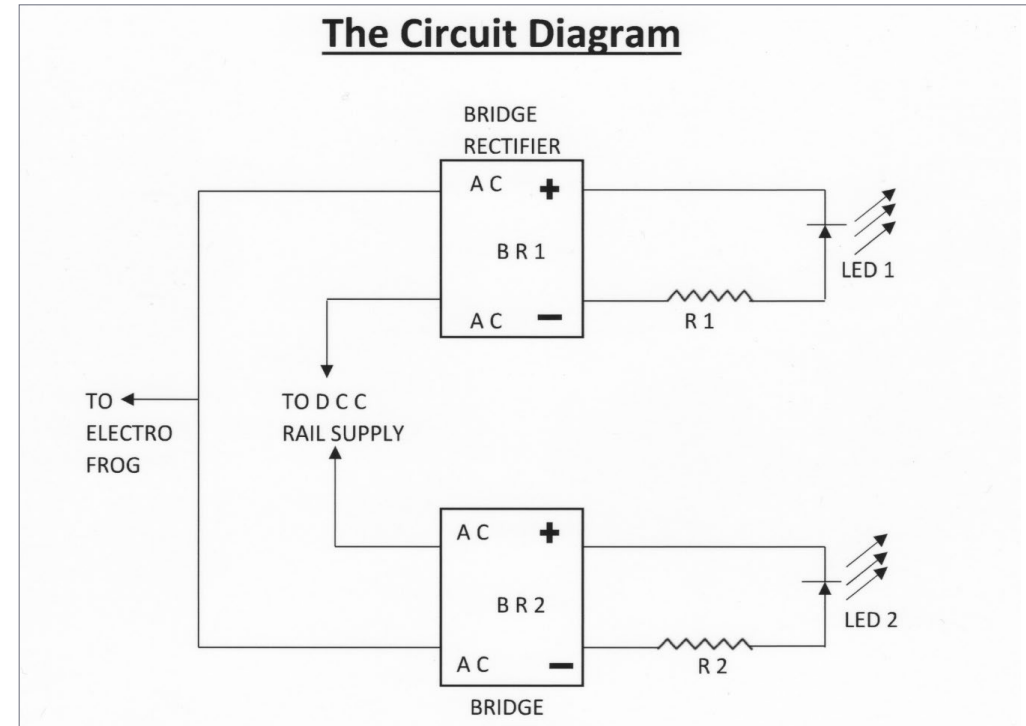 The Circuit Diagram
BRIDGE
RECTIFIER
A C +
B R 1
A C −
LED 1
R 1
TO
ELECTRO
FROG
TO D C C
RAIL SUPPLY
A C +
B R 2
A C −
LED 2
R 2
BRIDGE